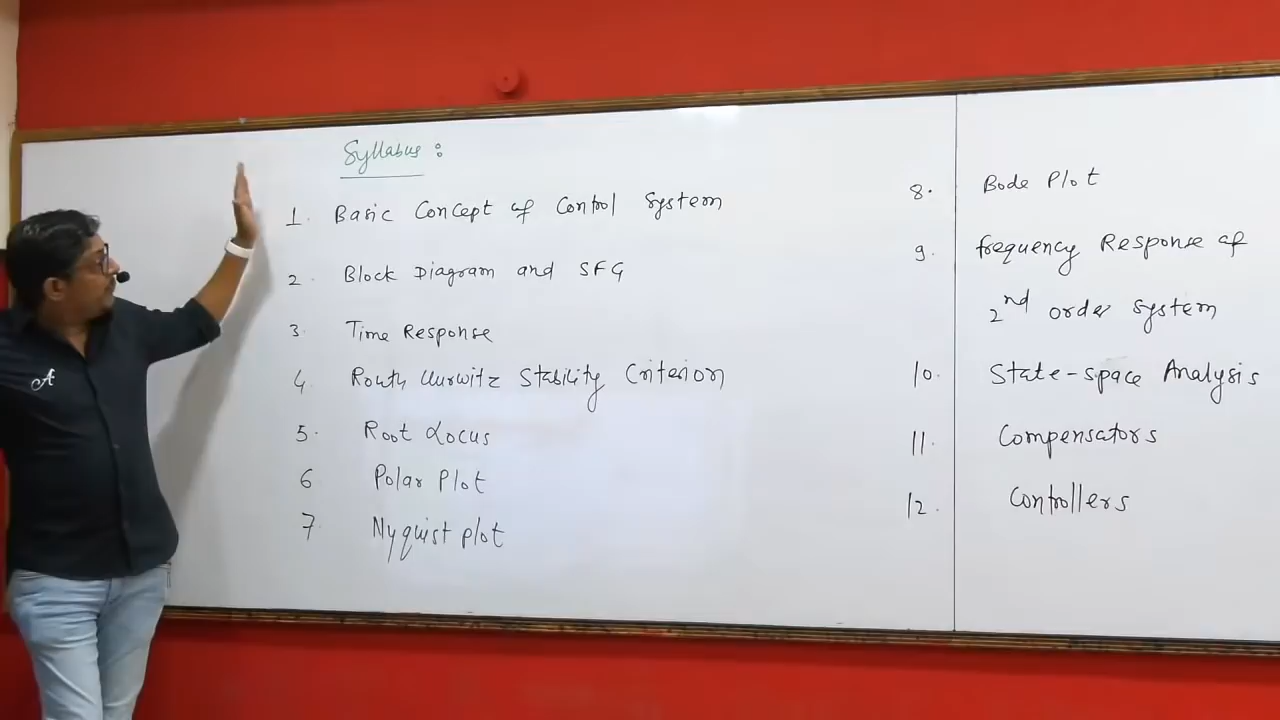 Syllabus :
1. Basic Concept of Control System
2. Block Diagram and SFG
3. Time Response
4. Routh Hurwitz Stability Criterion
5. Root Locus
6 Polar Plot
7. Nyquist plot
8. Bode Plot
9. frequency Response of
2nd order system
10. State-space Analysis
11. Compensators
12. Controllers
A